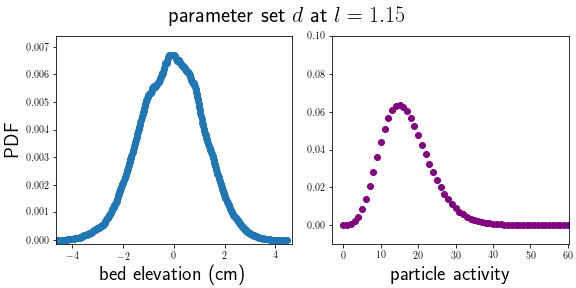 parameter set d at l = 1.15
PDF
0.007
0.006
0.005
0.004
0.003
0.002
0.001
0.000
−4 −2 0 2 4
bed elevation (cm)
0.10
0.08
0.06
0.04
0.02
0.00
0 10 20 30 40 50 60
particle activity